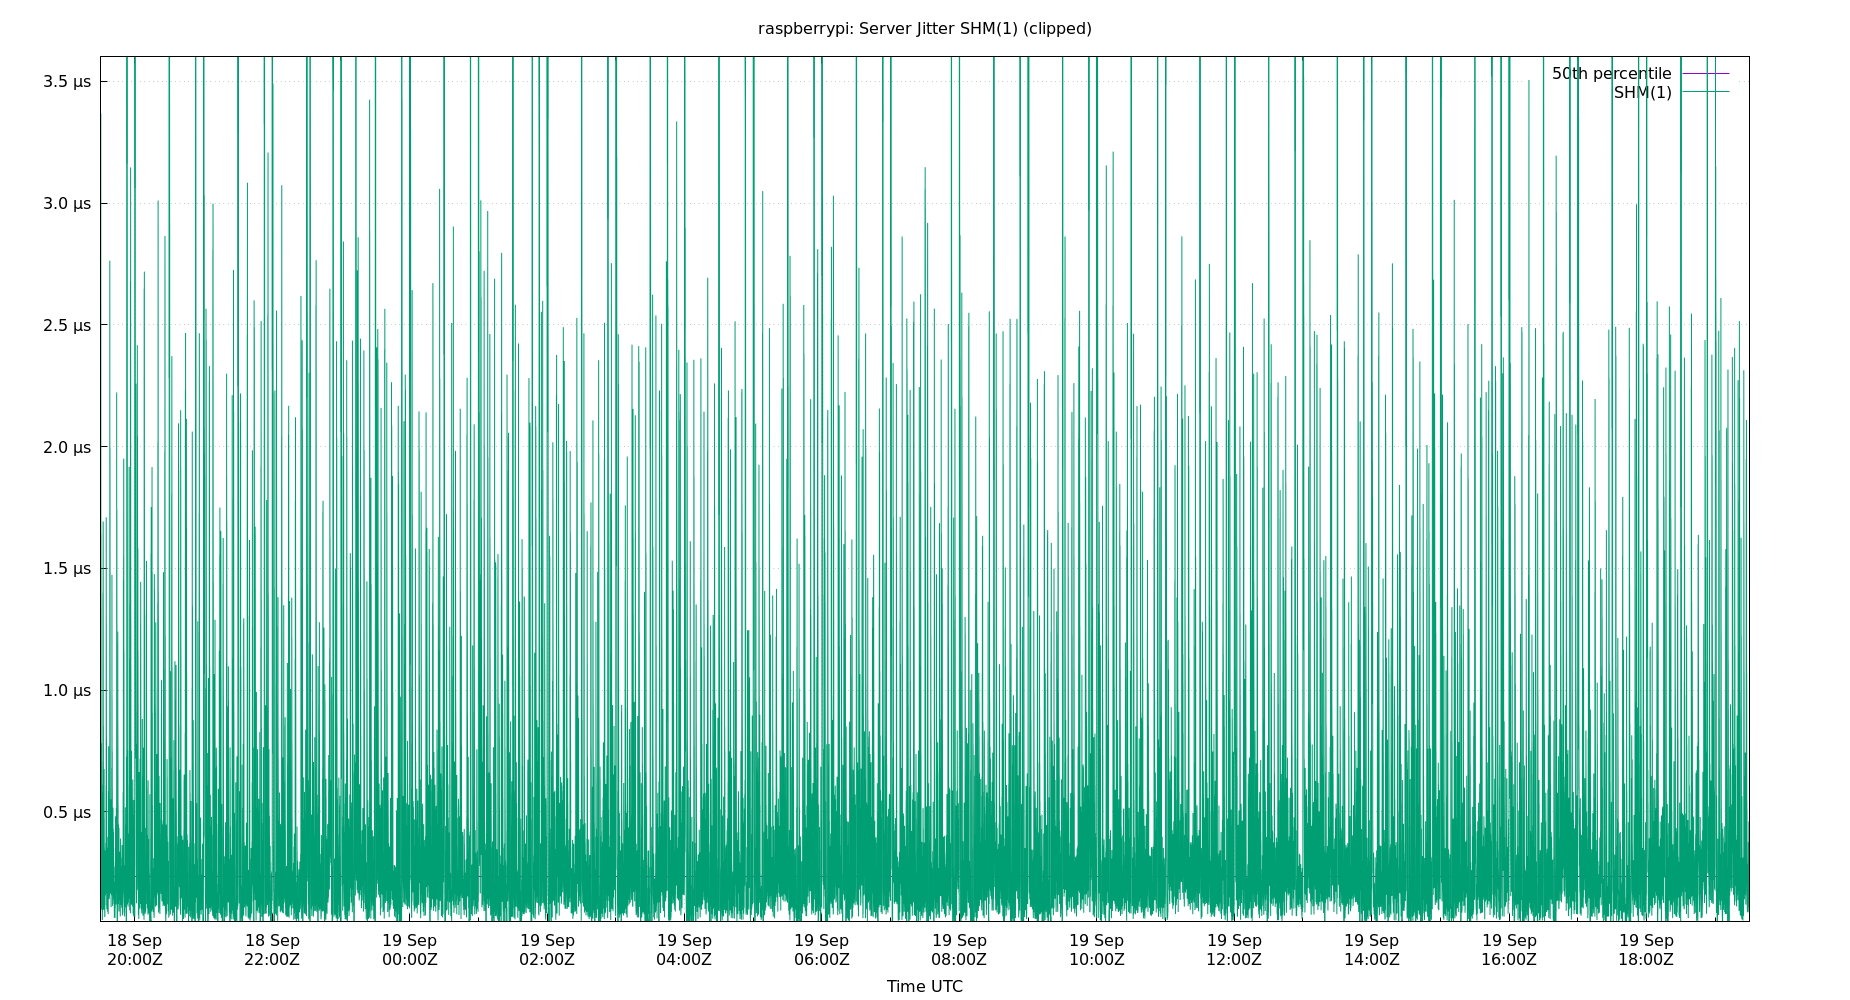 raspberrypi: Server Jitter SHM(1) (clipped)
50th percentile
SHM(1)
3.5 µs
3.0 µs
2.5 µs
2.0 µs
1.5 µs
1.0 µs
0.5 µs
18 Sep 18 Sep 19 Sep 19 Sep 19 Sep 19 Sep 19 Sep 19 Sep 19 Sep 19 Sep 19 Sep 19 Sep
20:00Z 22:00Z 00:00Z 02:00Z 04:00Z 06:00Z 08:00Z 10:00Z 12:00Z 14:00Z 16:00Z 18:00Z
Time UTC